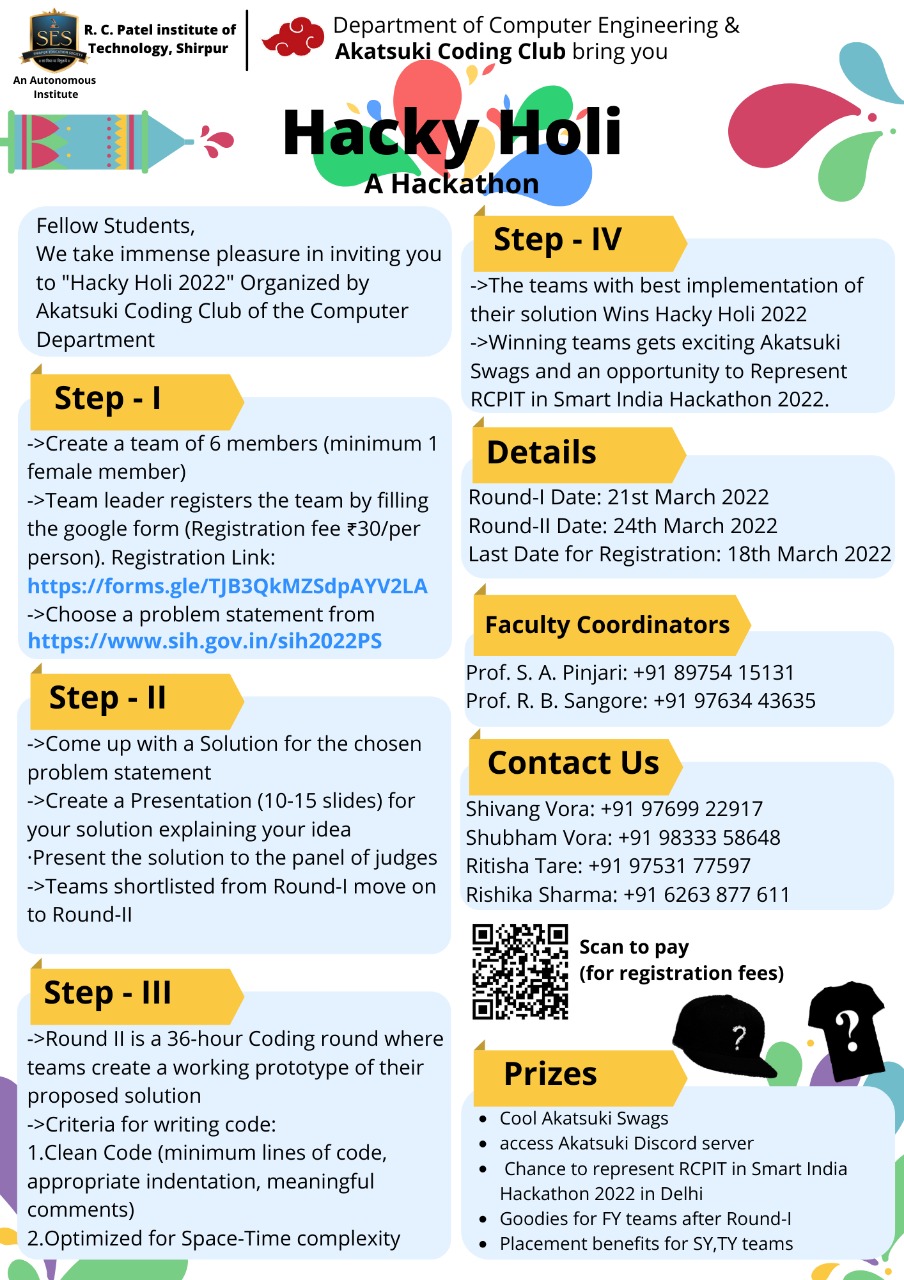 SES
R. C. Patel institute of
Technology, Shirpur
An Autonomous
Institute
Department of Computer Engineering &
Akatsuki Coding Club bring you
Hacky Holi
A Hackathon
Fellow Students,
We take immense pleasure in inviting you
to "Hacky Holi 2022" Organized by
Akatsuki Coding Club of the Computer
Department
Step - I
->Create a team of 6 members (minimum 1
female member)
->Team leader registers the team by filling
the google form (Registration fee ₹30/per
person). Registration Link:
https://forms.gle/TJB3QkMZSdpAYV2LA
->Choose a problem statement from
https://www.sih.gov.in/sih2022PS
Step - II
->Come up with a Solution for the chosen
problem statement
->Create a Presentation (10-15 slides) for
your solution explaining your idea
·Present the solution to the panel of judges
->Teams shortlisted from Round-I move on
to Round-II
Step - III
->Round II is a 36-hour Coding round where
teams create a working prototype of their
proposed solution
->Criteria for writing code:
1.Clean Code (minimum lines of code,
appropriate indentation, meaningful
comments)
2.Optimized for Space-Time complexity
Step - IV
->The teams with best implementation of
their solution Wins Hacky Holi 2022
->Winning teams gets exciting Akatsuki
Swags and an opportunity to Represent
RCPIT in Smart India Hackathon 2022.
Details
Round-I Date: 21st March 2022
Round-II Date: 24th March 2022
Last Date for Registration: 18th March 2022
Faculty Coordinators
Prof. S. A. Pinjari: +91 89754 15131
Prof. R. B. Sangore: +91 97634 43635
Contact Us
Shivang Vora: +91 97699 22917
Shubham Vora: +91 98333 58648
Ritisha Tare: +91 97531 77597
Rishika Sharma: +91 6263 877 611
Scan to pay
(for registration fees)
?
?
Prizes
• Cool Akatsuki Swags
• access Akatsuki Discord server
• Chance to represent RCPIT in Smart India
Hackathon 2022 in Delhi
• Goodies for FY teams after Round-I
• Placement benefits for SY,TY teams